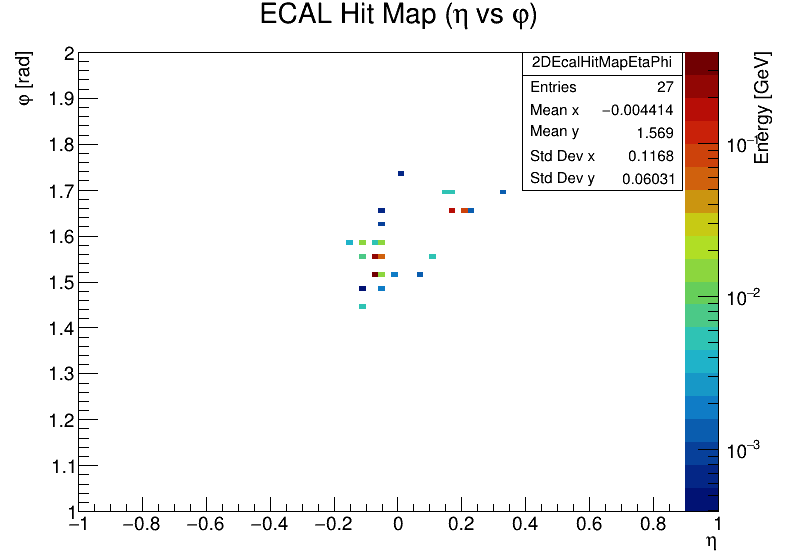 ECAL Hit Map (η vs φ)
φ [rad]
2
1.9
1.8
1.7
1.6
1.5
1.4
1.3
1.2
1.1
1
2DEcalHitMapEtaPhi
Entries 27
Mean x −0.004414
Mean y 1.569
Std Dev x 0.1168
Std Dev y 0.06031
Energy [GeV]
10⁻¹
10⁻²
10⁻³
−1 −0.8 −0.6 −0.4 −0.2 0 0.2 0.4 0.6 0.8 1
η